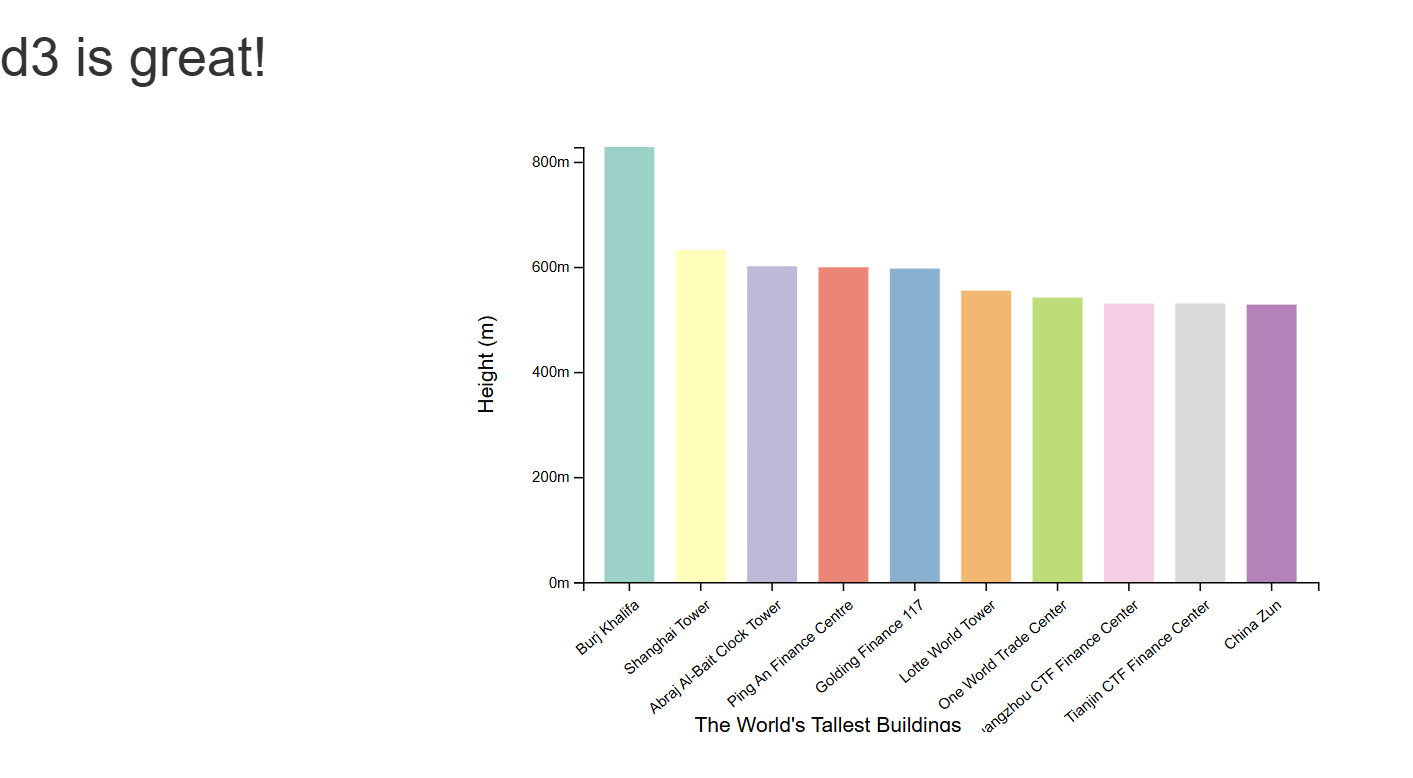 d3 is great!
800m
600m
400m
200m
0m
Height (m)
Burj Khalifa
Shanghai Tower
Abraj Al-Bait Clock Tower
Ping An Finance Centre
Golding Finance 117
Lotte World Tower
One World Trade Center
CTF Finance Center
Tianjin CTF Finance Center
China Zun
The World's Tallest Buildings